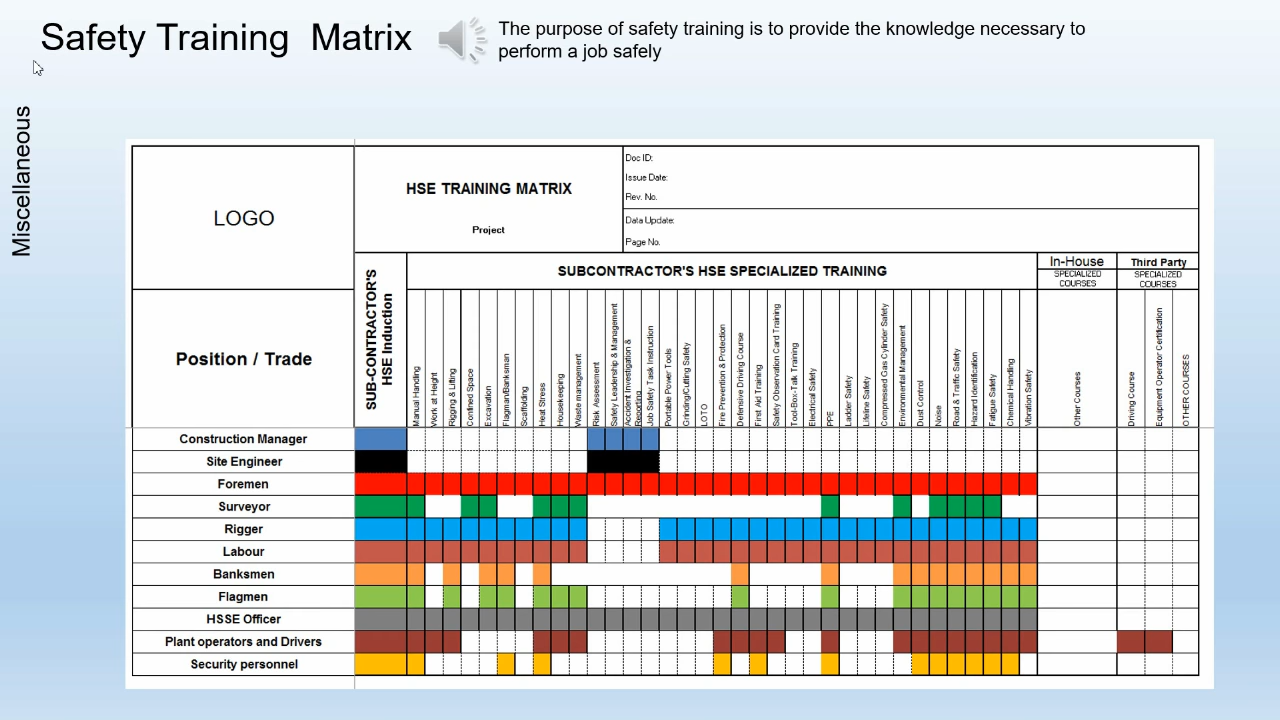 Safety Training Matrix
The purpose of safety training is to provide the knowledge necessary to
perform a job safely
Miscellaneous
LOGO
HSE TRAINING MATRIX
Project
Doc ID:
Issue Date:
Rev. No.
Data Update:
Page No.
SUBCONTRACTOR'S HSE SPECIALIZED TRAINING
In-House
SPECIALIZED
COURSES
Third Party
SPECIALIZED
COURSES
Position / Trade
SUB-CONTRACTOR'S
HSE Induction
Manual Handling
Work at Height
Rigging & Lifting
Confined Space
Excavation
Flagman/Banksman
Scaffolding
Heat Stress
Housekeeping
Waste management
Risk Assessment
Safety Leadership & Management
Accident Investigation &
Reporting
Job Safety Task Instruction
Portable Power Tools
Grinding/Cutting Safety
LOTO
Fire Prevention & Protection
Defensive Driving Course
First Aid Training
Safety Observation Card Training
Tool-Box-Talk Training
Electrical Safety
PPE
Ladder Safety
Lifeline Safety
Compressed Gas Cylinder Safety
Environmental Management
Dust Control
Noise
Road & Traffic Safety
Hazard Identification
Fatigue Safety
Chemical Handling
Vibration Safety
Other Courses
Driving Course
Equipment Operator Certification
OTHER COURSES
Construction Manager
Site Engineer
Foremen
Surveyor
Rigger
Labour
Banksmen
Flagmen
HSSE Officer
Plant operators and Drivers
Security personnel